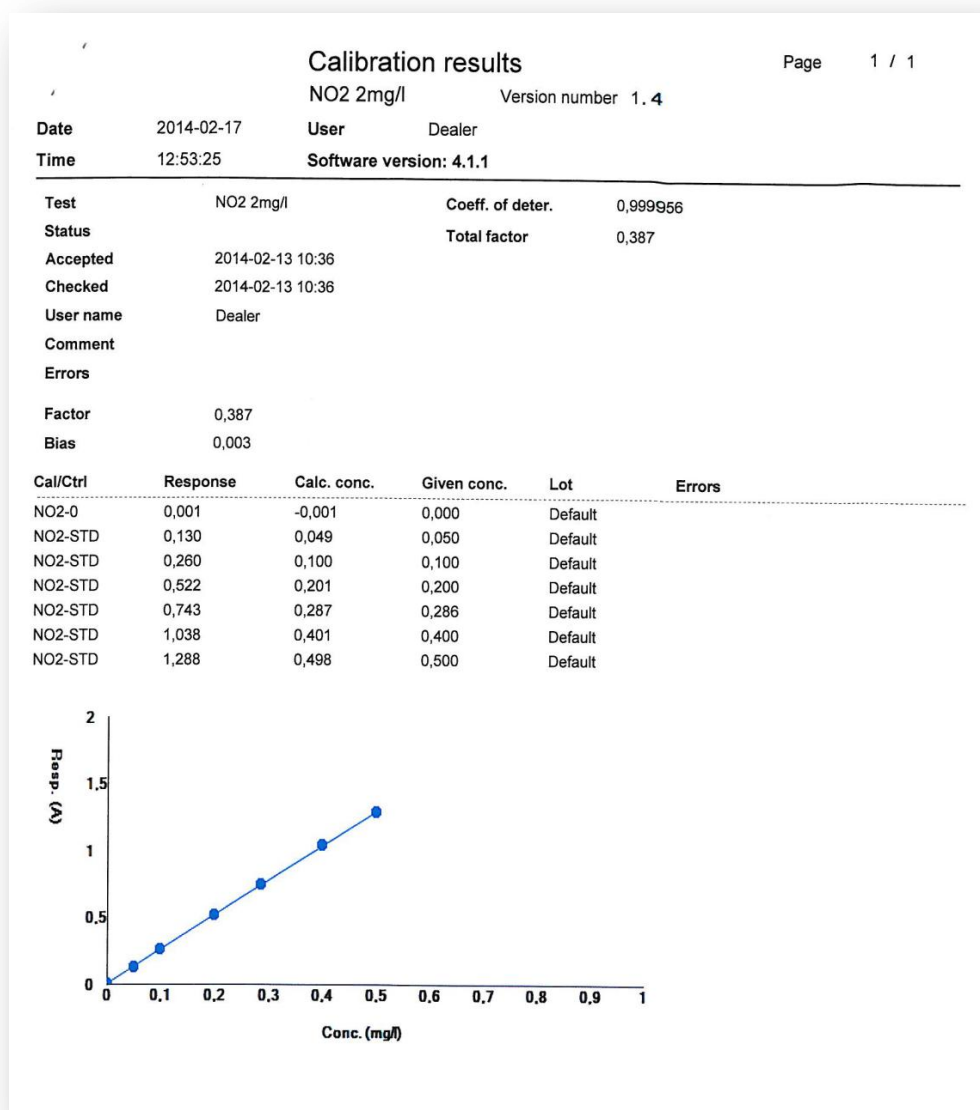 Calibration results
Page 1 / 1
NO2 2mg/l Version number 1.4
Date 2014-02-17 User Dealer
Time 12:53:25 Software version: 4.1.1
Test NO2 2mg/l Coeff. of deter. 0,999956
Status Total factor 0,387
Accepted 2014-02-13 10:36
Checked 2014-02-13 10:36
User name Dealer
Comment
Errors
Factor 0,387
Bias 0,003
Cal/Ctrl Response Calc. conc. Given conc. Lot Errors
NO2-0 0,001 -0,001 0,000 Default
NO2-STD 0,130 0,049 0,050 Default
NO2-STD 0,260 0,100 0,100 Default
NO2-STD 0,522 0,201 0,200 Default
NO2-STD 0,743 0,287 0,286 Default
NO2-STD 1,038 0,401 0,400 Default
NO2-STD 1,288 0,498 0,500 Default
2
Resp. (A)
1,5
1
0,5
0
0 0,1 0,2 0,3 0,4 0,5 0,6 0,7 0,8 0,9 1
Conc. (mg/l)